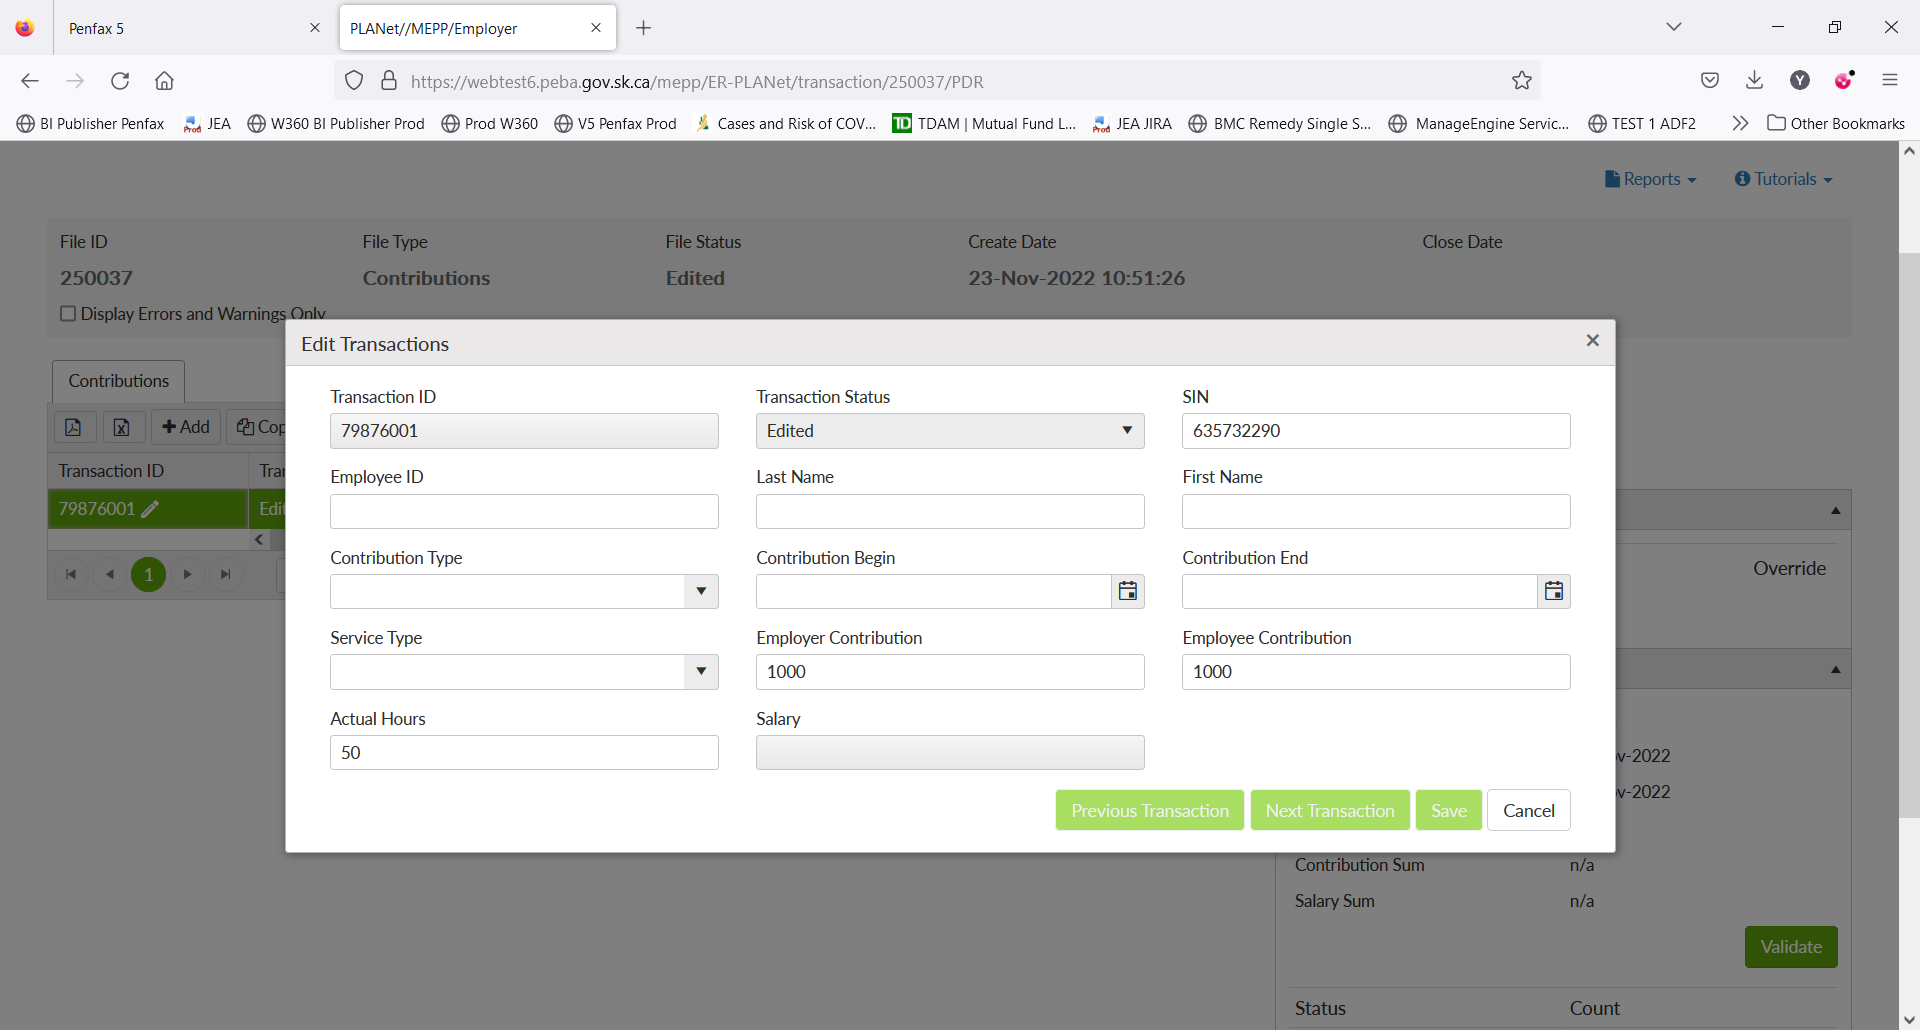 Penfax 5
PLANet//MEPP/Employer
https://webtest6.peba.gov.sk.ca/mepp/ER-PLANet/transaction/250037/PDR
Y
BI Publisher Penfax
JEA
W360 BI Publisher Prod
Prod W360
V5 Penfax Prod
Cases and Risk of COV...
TDAM | Mutual Fund L...
JEA JIRA
BMC Remedy Single S...
ManageEngine Servic...
TEST 1 ADF2
Other Bookmarks
Reports
Tutorials
File ID
File Type
File Status
Create Date
Close Date
250037
Contributions
Edited
23-Nov-2022 10:51:26
Display Errors and Warnings Only
Contributions
Add
Cop
Transaction ID
Tra
79876001
Edit
1
Edit Transactions
Transaction ID
Transaction Status
SIN
79876001
Edited
635732290
Employee ID
Last Name
First Name
Contribution Type
Contribution Begin
Contribution End
Service Type
Employer Contribution
Employee Contribution
1000
1000
Actual Hours
Salary
50
Previous Transaction
Next Transaction
Save
Cancel
Override
v-2022
v-2022
Contribution Sum
n/a
Salary Sum
n/a
Validate
Status
Count